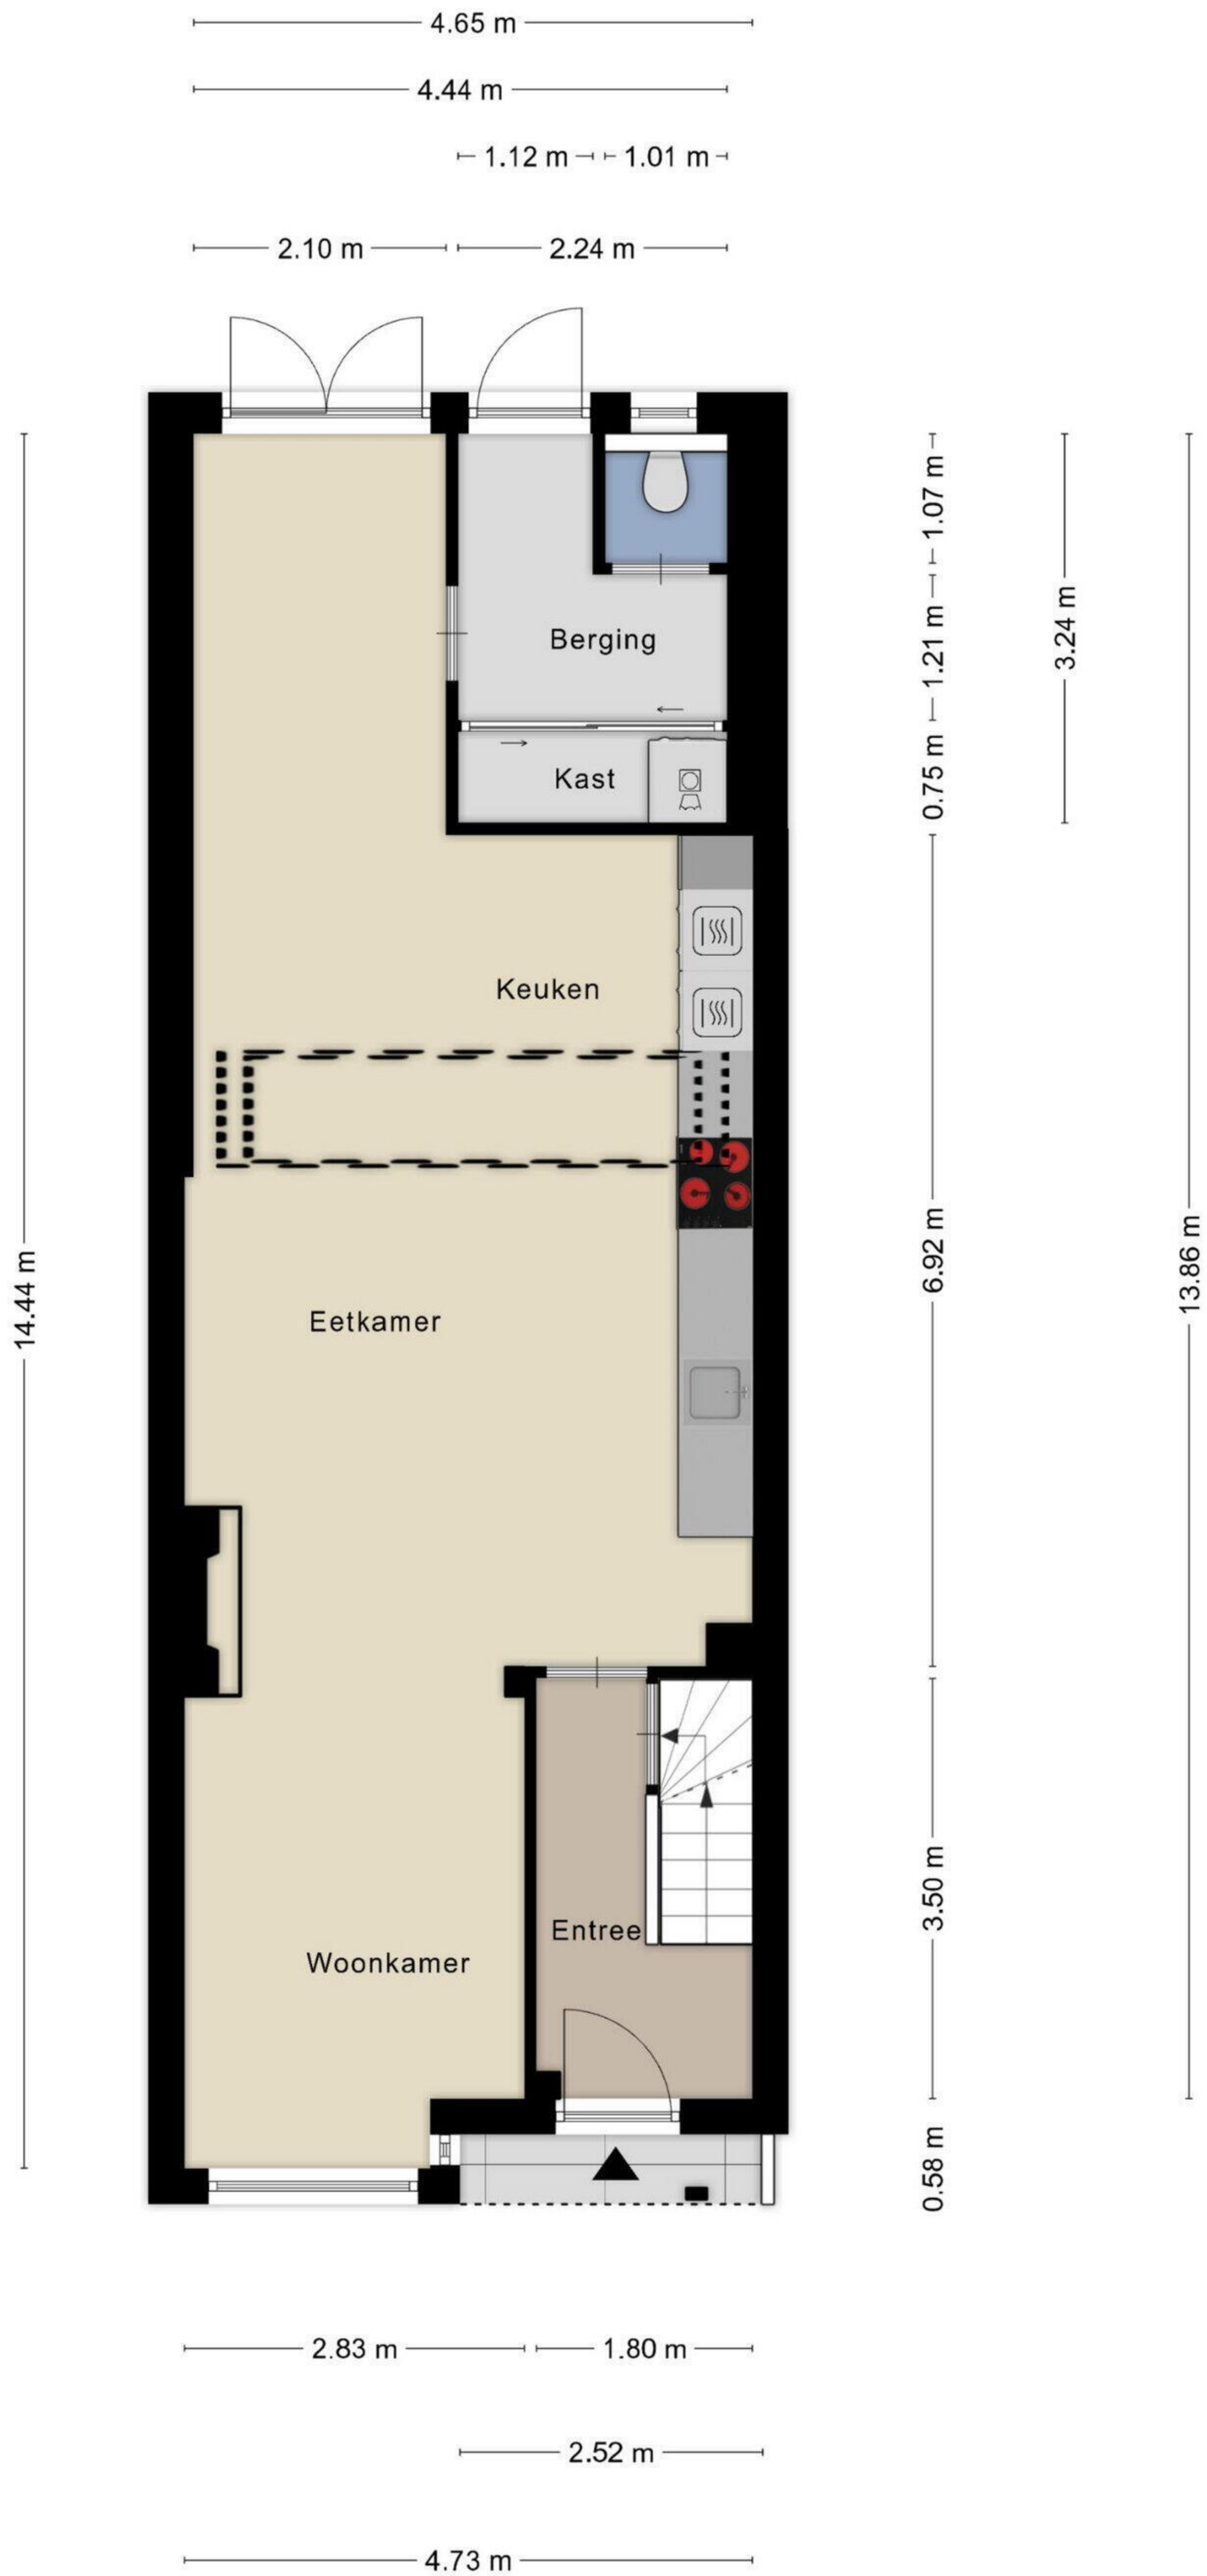 4.65 m
4.44 m
1.12 m
1.01 m
2.10 m
2.24 m
1.07 m
3.24 m
1.21 m
Berging
0.75 m
Kast
Keuken
6.92 m
13.86 m
14.44 m
Eetkamer
3.50 m
Entree
Woonkamer
0.58 m
2.83 m
1.80 m
2.52 m
4.73 m